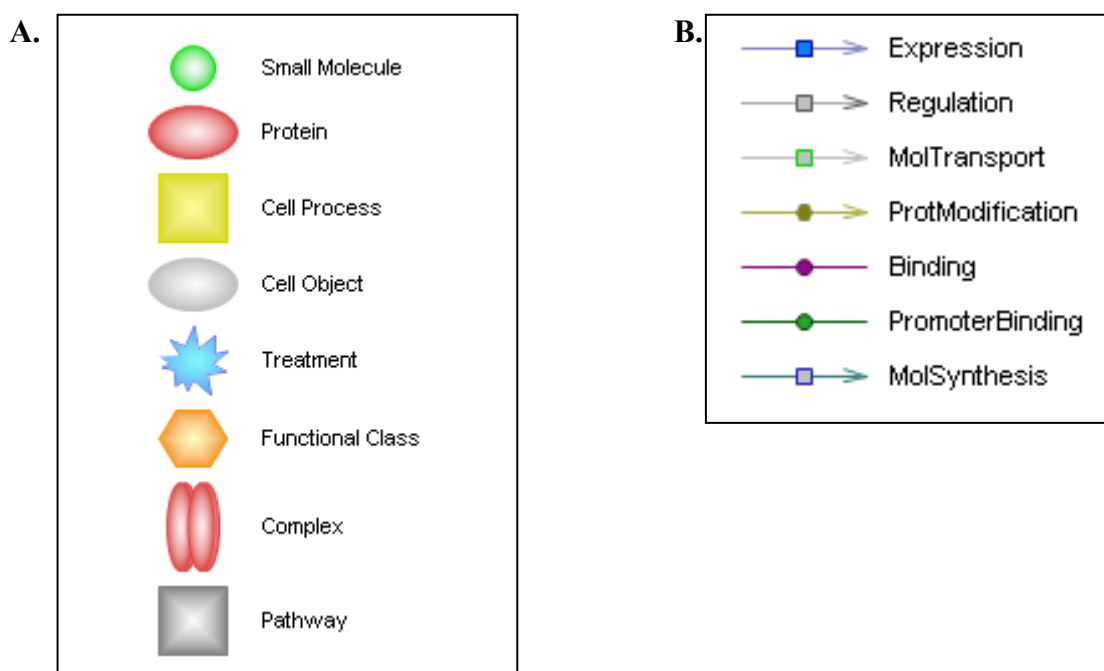 A.
Small Molecule
Protein
Cell Process
Cell Object
Treatment
Functional Class
Complex
Pathway
B.
Expression
Regulation
MolTransport
ProtModification
Binding
PromoterBinding
MolSynthesis